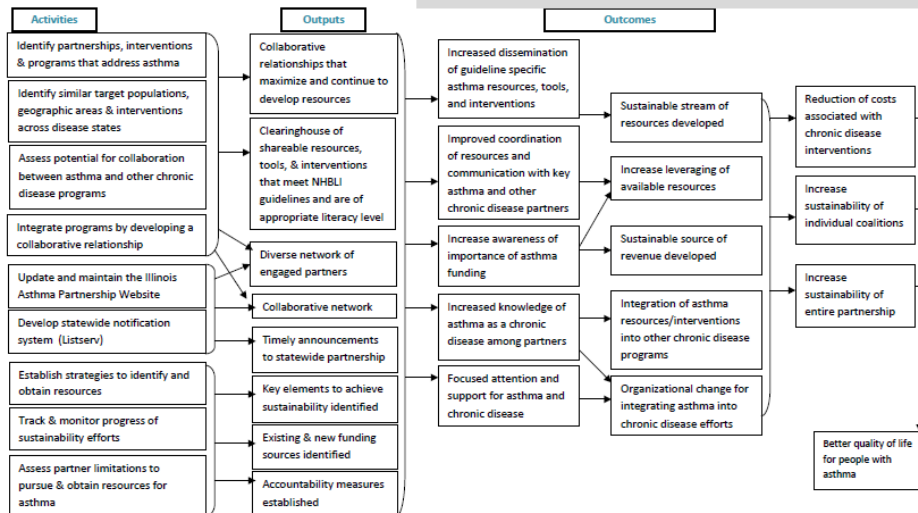 Activities
Outputs
Outcomes
Identify partnerships, interventions
& programs that address asthma
Identify similar target populations,
geographic areas & interventions
across disease states
Assess potential for collaboration
between asthma and other chronic
disease programs
Integrate programs by developing a
collaborative relationship
Update and maintain the Illinois
Asthma Partnership Website
Develop statewide notification
system (Listserv)
Establish strategies to identify and
obtain resources
Track & monitor progress of
sustainability efforts
Assess partner limitations to
pursue & obtain resources for
asthma
Collaborative
relationships that
maximize and continue to
develop resources
Clearinghouse of
shareable resources,
tools, & interventions
that meet NHBLI
guidelines and are of
appropriate literacy level
Diverse network of
engaged partners
Collaborative network
Timely announcements
to statewide partnership
Key elements to achieve
sustainability identified
Existing & new funding
sources identified
Accountability measures
established
Increased dissemination
of guideline specific
asthma resources, tools,
and interventions
Improved coordination
of resources and
communication with key
asthma and other
chronic disease partners
Increase awareness of
importance of asthma
funding
Increased knowledge of
asthma as a chronic
disease among partners
Focused attention and
support for asthma and
chronic disease
Sustainable stream of
resources developed
Increase leveraging of
available resources
Sustainable source of
revenue developed
Integration of asthma
resources/interventions
into other chronic disease
programs
Organizational change for
integrating asthma into
chronic disease efforts
Reduction of costs
associated with
chronic disease
interventions
Increase
sustainability of
individual coalitions
Increase
sustainability of
entire partnership
Better quality of life
for people with
asthma